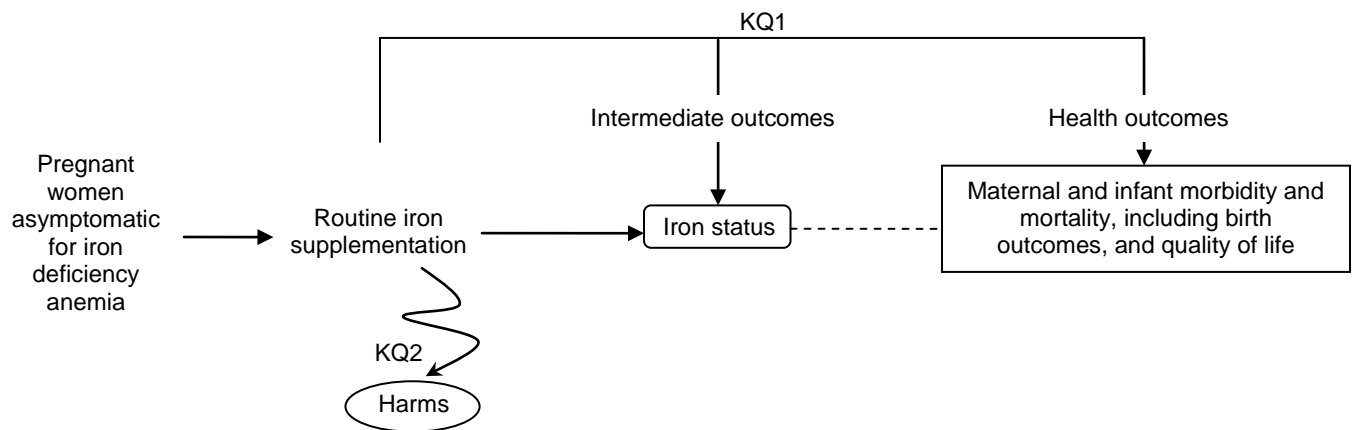 KQ1
Intermediate outcomes
Health outcomes
Pregnant
women
asymptomatic
for iron
deficiency
anemia
Routine iron
supplementation
Iron status
Maternal and infant morbidity and
mortality, including birth
outcomes, and quality of life
KQ2
Harms